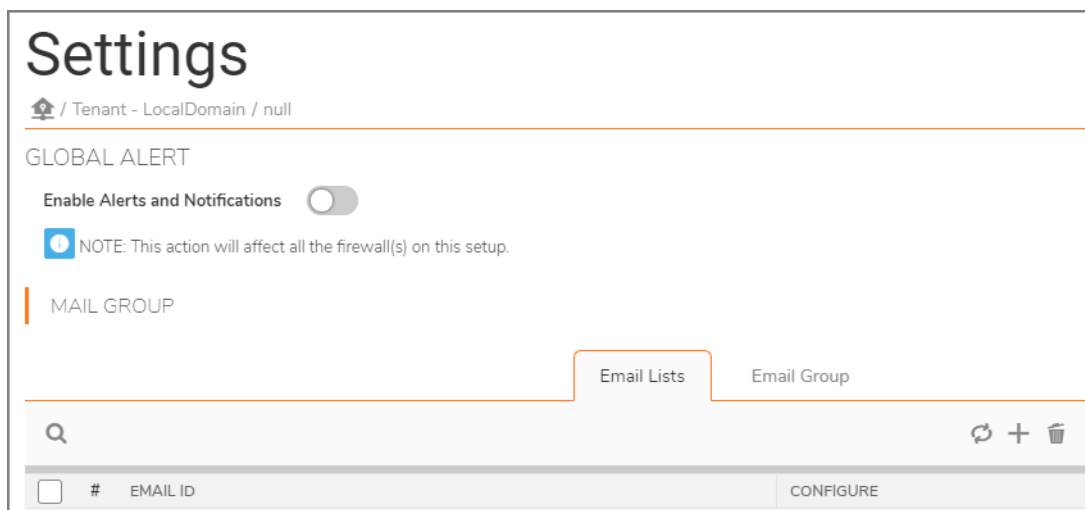 Settings
/ Tenant - LocalDomain / null
GLOBAL ALERT
Enable Alerts and Notifications
NOTE: This action will affect all the firewall(s) on this setup.
MAIL GROUP
Email Lists Email Group
# EMAIL ID CONFIGURE